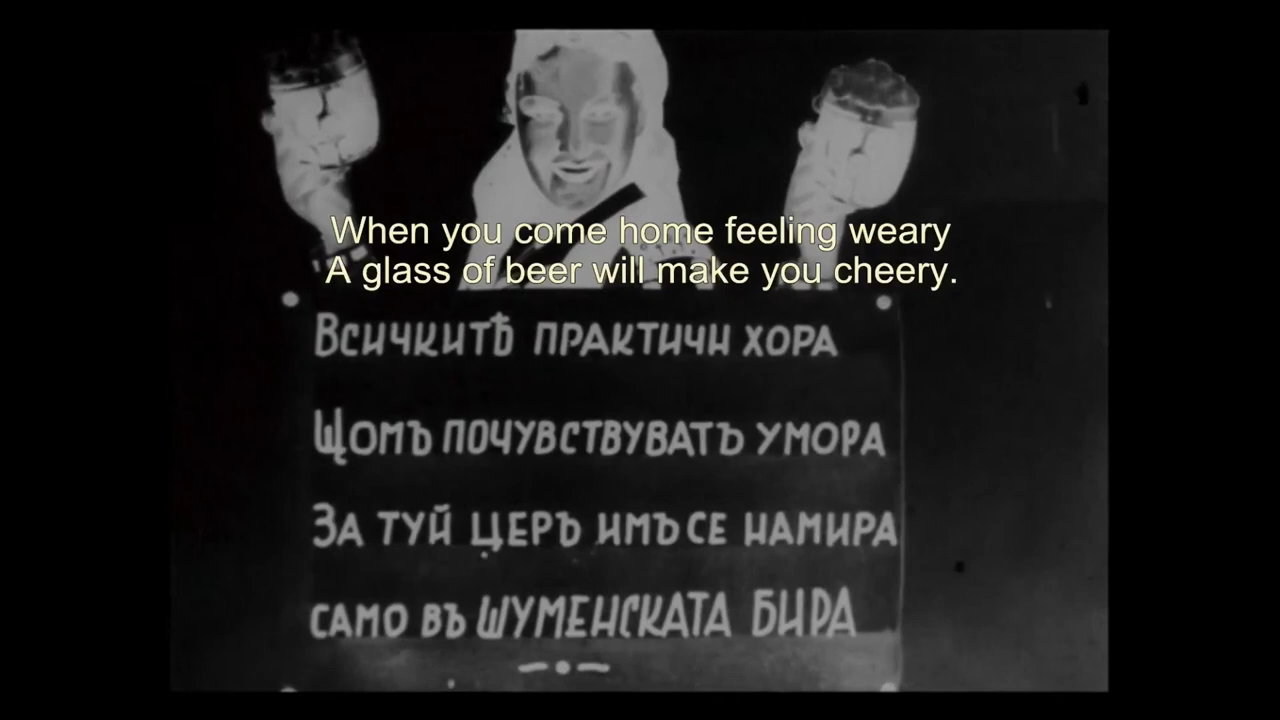 When you come home feeling weary
A glass of beer will make you cheery.
Всичкитѣ практични хора
Щомъ почувствуватъ умора
За туй церъ имъ се намира
само въ Шуменската бира